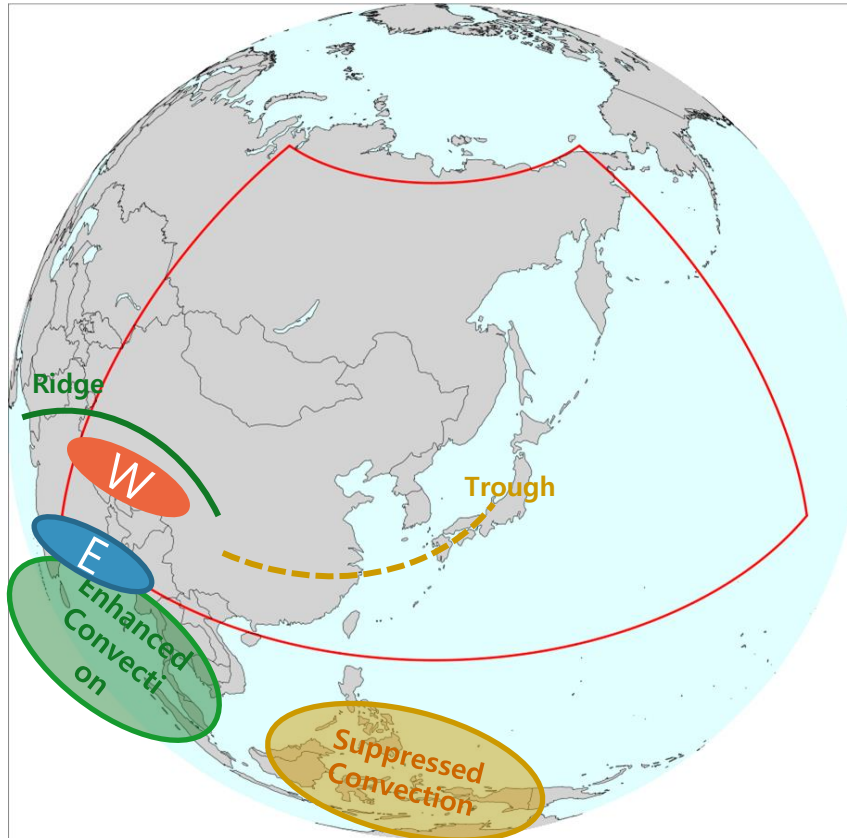 Ridge
W
Trough
E
Enhanced
Convecti
on
Suppressed
Convection